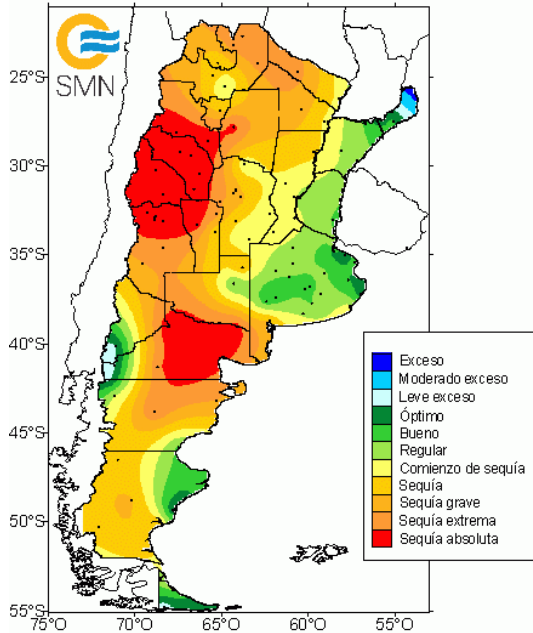 SMN
25°S
30°S
35°S
40°S
45°S
50°S
55°S
75°O 70°O 65°O 60°O 55°O
Exceso
Moderado exceso
Leve exceso
Óptimo
Bueno
Regular
Comienzo de sequía
Sequía
Sequía grave
Sequía extrema
Sequía absoluta